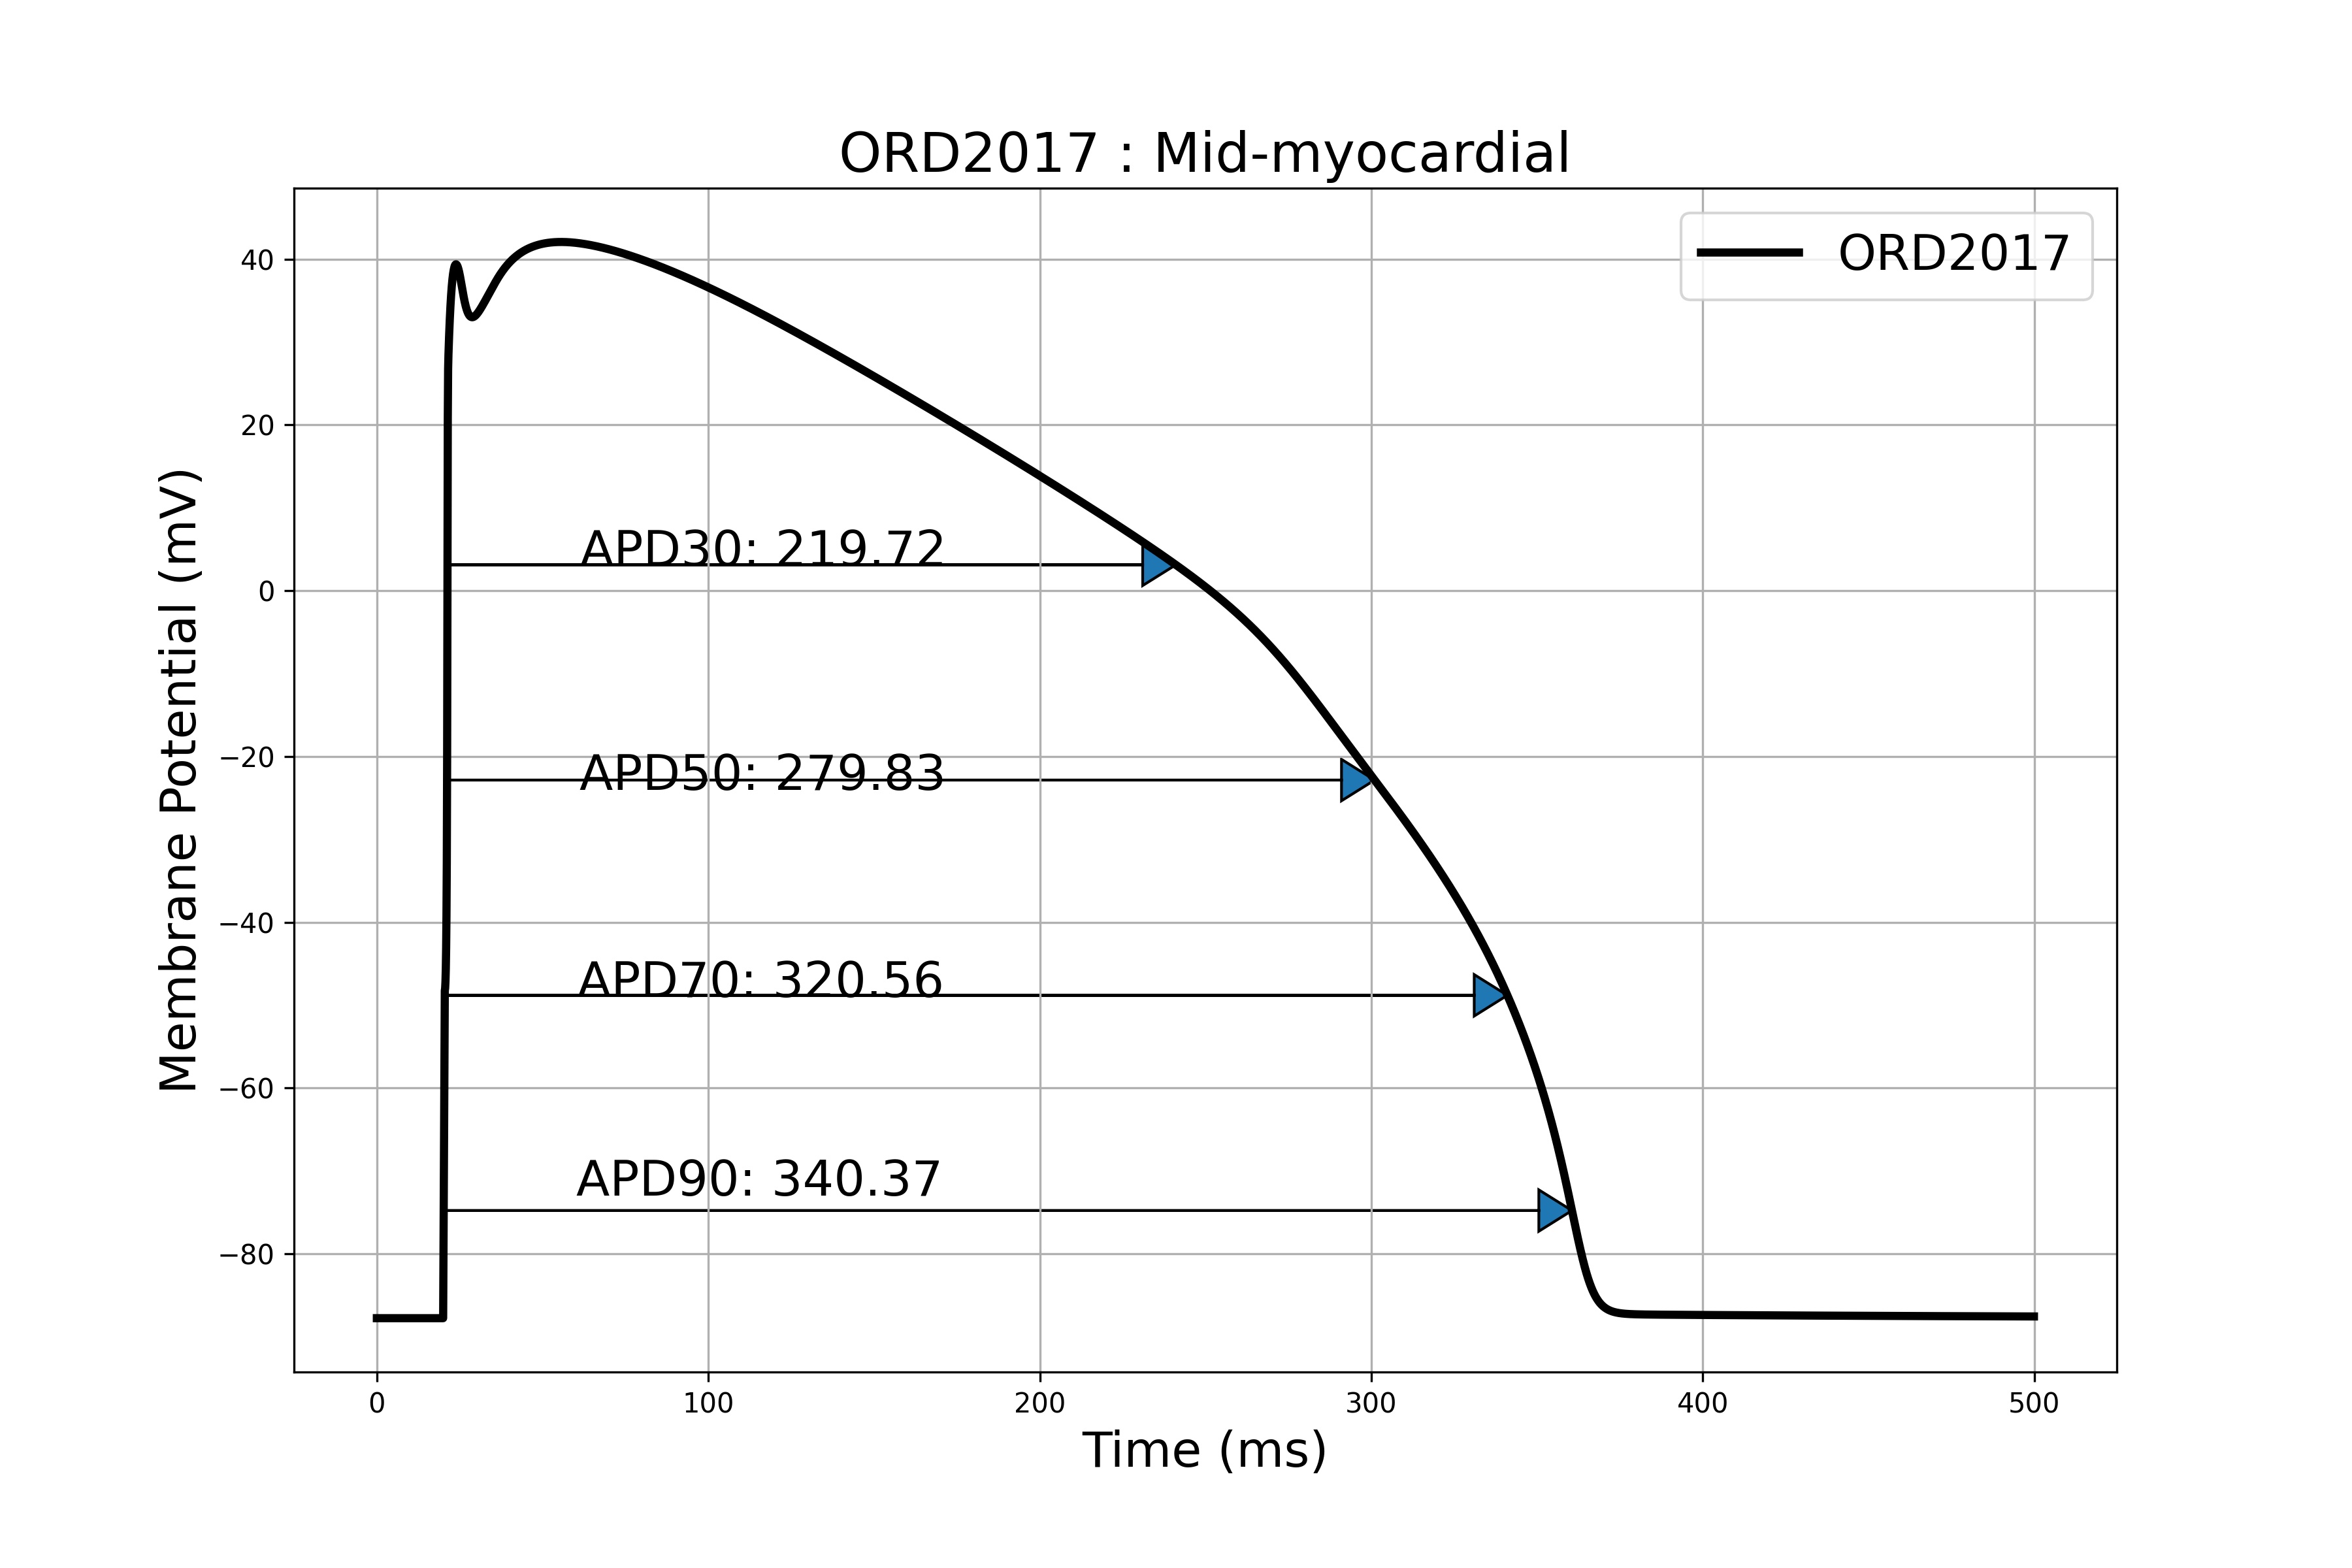 ORD2017 : Mid-myocardial
ORD2017
Membrane Potential (mV)
40
20
0
−20
−40
−60
−80
APD30: 219.72
APD50: 279.83
APD70: 320.56
APD90: 340.37
0 100 200 300 400 500
Time (ms)